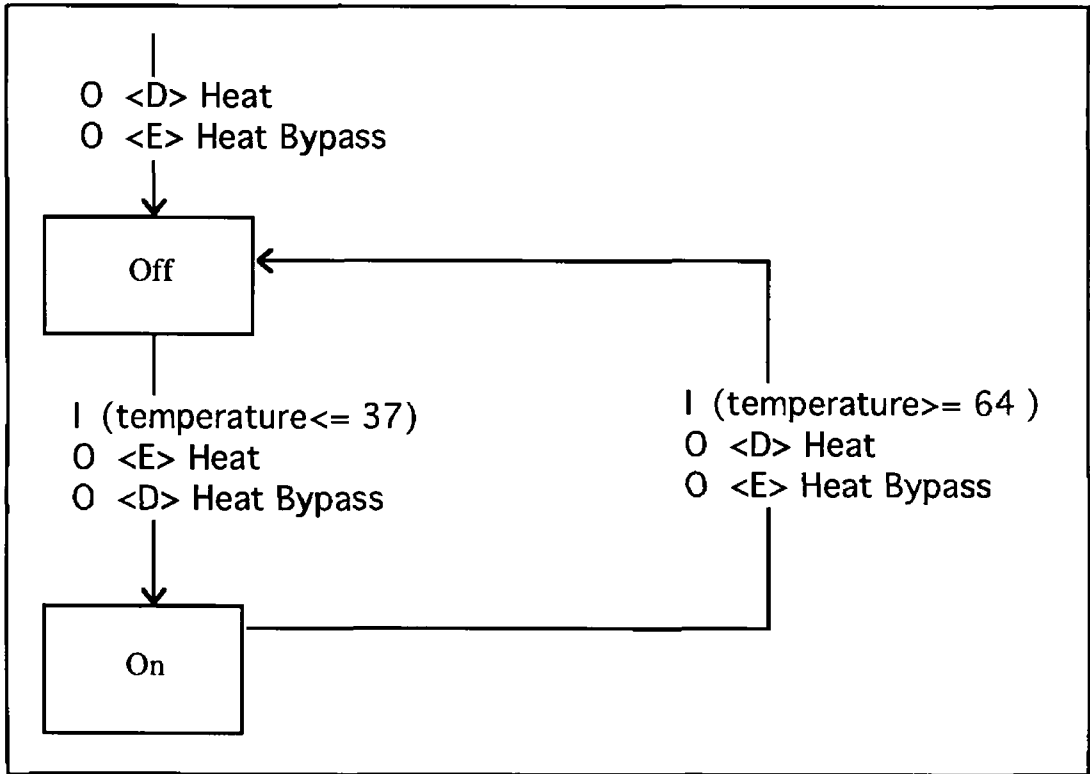 O <D> Heat
O <E> Heat Bypass
Off
I (temperature<= 37)
O <E> Heat
O <D> Heat Bypass
I (temperature>= 64 )
O <D> Heat
O <E> Heat Bypass
On